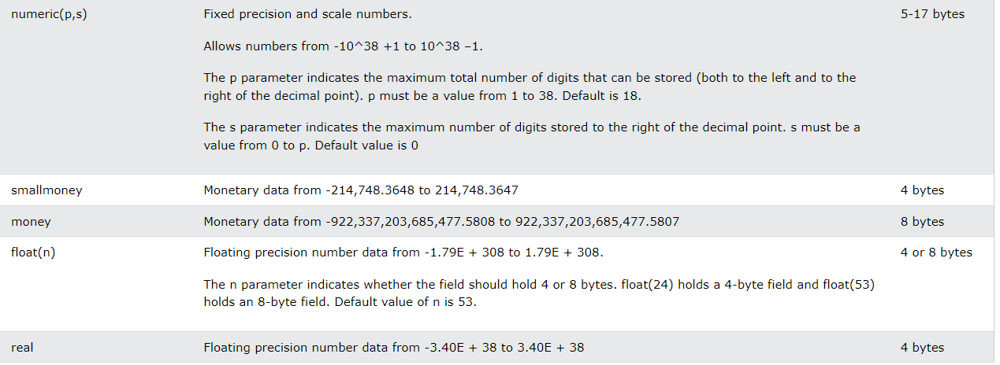 numeric(p,s) Fixed precision and scale numbers. 5-17 bytes
Allows numbers from -10^38 +1 to 10^38 –1.
The p parameter indicates the maximum total number of digits that can be stored (both to the left and to the
right of the decimal point). p must be a value from 1 to 38. Default is 18.
The s parameter indicates the maximum number of digits stored to the right of the decimal point. s must be a
value from 0 to p. Default value is 0
smallmoney Monetary data from -214,748.3648 to 214,748.3647 4 bytes
money Monetary data from -922,337,203,685,477.5808 to 922,337,203,685,477.5807 8 bytes
float(n) Floating precision number data from -1.79E + 308 to 1.79E + 308. 4 or 8 bytes
The n parameter indicates whether the field should hold 4 or 8 bytes. float(24) holds a 4-byte field and float(53)
holds an 8-byte field. Default value of n is 53.
real Floating precision number data from -3.40E + 38 to 3.40E + 38 4 bytes